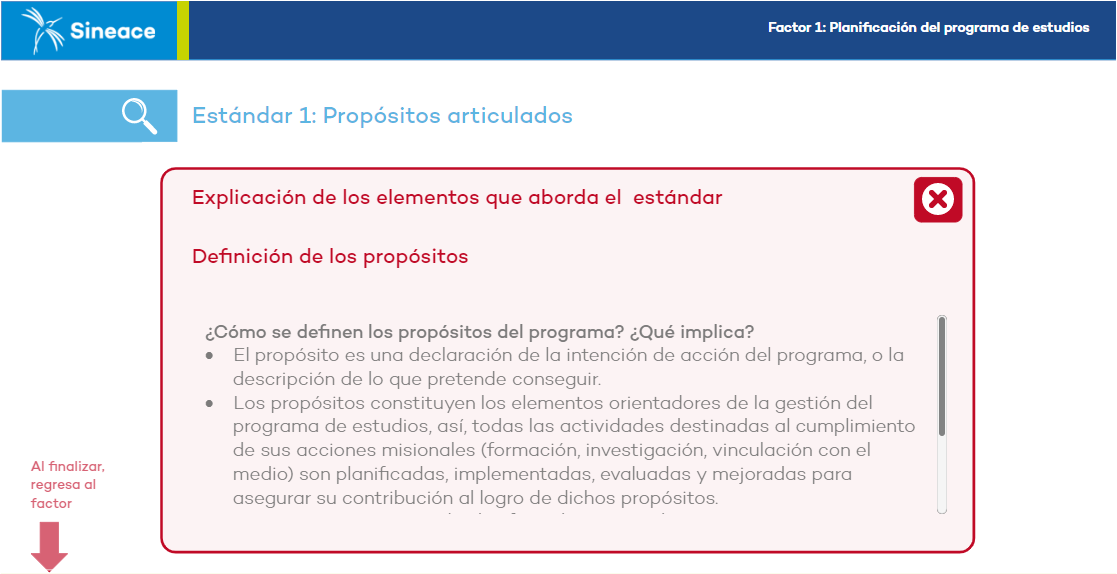 Sineace
Factor 1: Planificación del programa de estudios
Estándar 1: Propósitos articulados
Explicación de los elementos que aborda el  estándar
Definición de los propósitos
¿Cómo se definen los propósitos del programa? ¿Qué implica?
• El propósito es una declaración de la intención de acción del programa, o la
descripción de lo que pretende conseguir.
• Los propósitos constituyen los elementos orientadores de la gestión del
programa de estudios, así, todas las actividades destinadas al cumplimiento
de sus acciones misionales (formación, investigación, vinculación con el
medio) son planificadas, implementadas, evaluadas y mejoradas para
asegurar su contribución al logro de dichos propósitos.
Al finalizar,
regresa al
factor